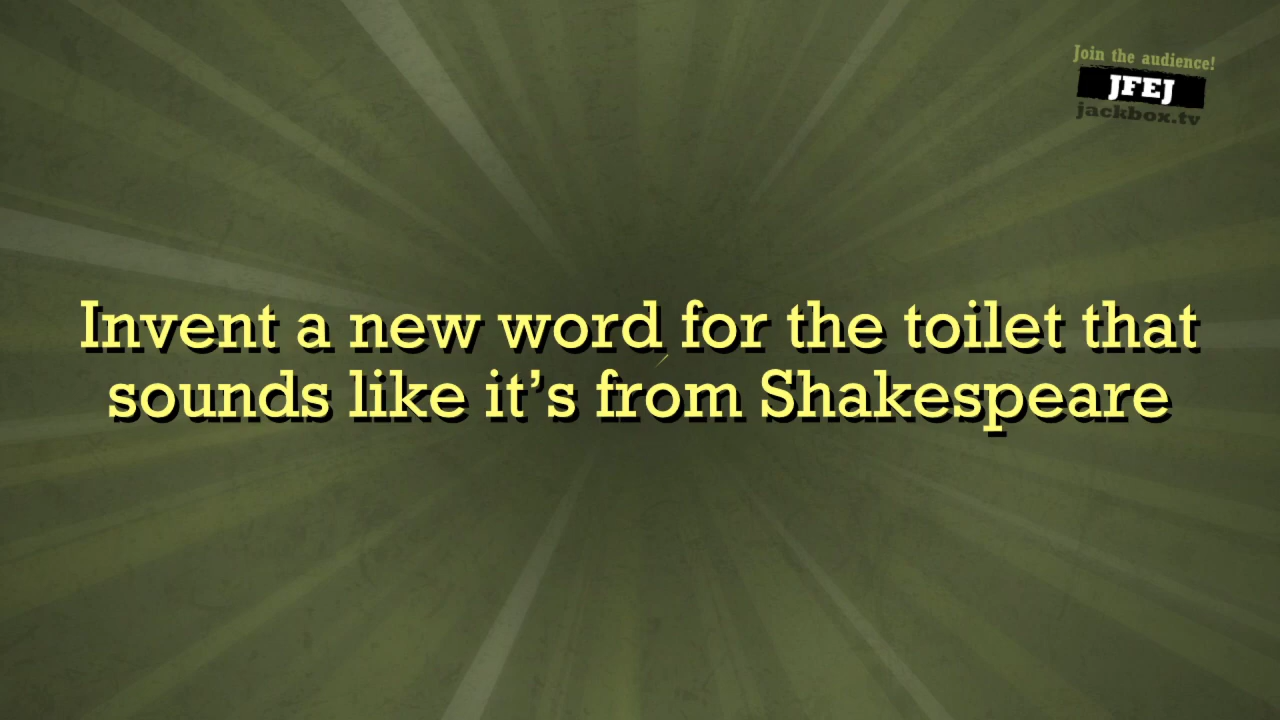 Join the audience!
JFEJ
jackbox.tv
Invent a new word for the toilet that
sounds like it’s from Shakespeare